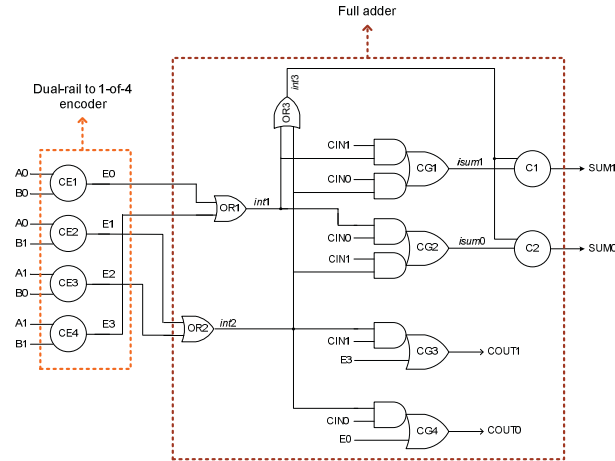 Full adder
Dual-rail to 1-of-4
encoder
int3
OR3
A0
B0
CE1
E0
A0
B1
CE2
E1
A1
B0
CE3
E2
A1
B1
CE4
E3
OR1
int1
OR2
int2
CIN1
CIN0
CG1
isum1
C1
SUM1
CIN0
CIN1
CG2
isum0
C2
SUM0
CIN1
E3
CG3
COUT1
CIN0
E0
CG4
COUT0